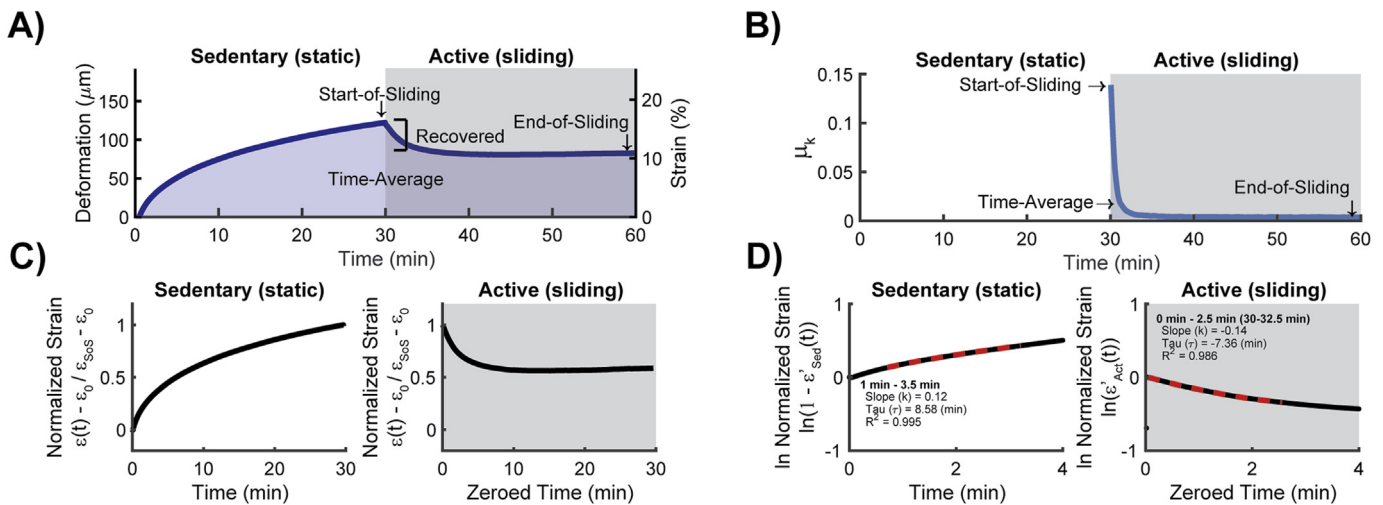 A)
Sedentary (static)
Active (sliding)
Deformation (μm)
150
100
50
0
Start-of-Sliding
Recovered
End-of-Sliding
Time-Average
20
10
0
Strain (%)
0 10 20 30 40 50 60
Time (min)
B)
Sedentary (static)
Active (sliding)
μk
0.15
0.1
0.05
0
Start-of-Sliding
Time-Average
End-of-Sliding
0 10 20 30 40 50 60
Time (min)
C)
Sedentary (static)
Normalized Strain
ε(t) - ε0 / εSoS - ε0
1
0.5
0
0 10 20 30
Time (min)
Active (sliding)
Normalized Strain
ε(t) - ε0 / εSoS - ε0
1
0.5
0
0 10 20 30
Zeroed Time (min)
D)
Sedentary (static)
ln Normalized Strain
ln(1 - ε'Sed(t))
1
0
-1
1 min - 3.5 min
Slope (k) = 0.12
Tau (τ) = 8.58 (min)
R2 = 0.995
0 2 4
Time (min)
Active (sliding)
ln Normalized Strain
ln(ε'Act(t))
1
0
-1
0 min - 2.5 min (30-32.5 min)
Slope (k) = -0.14
Tau (τ) = -7.36 (min)
R2 = 0.986
0 2 4
Zeroed Time (min)